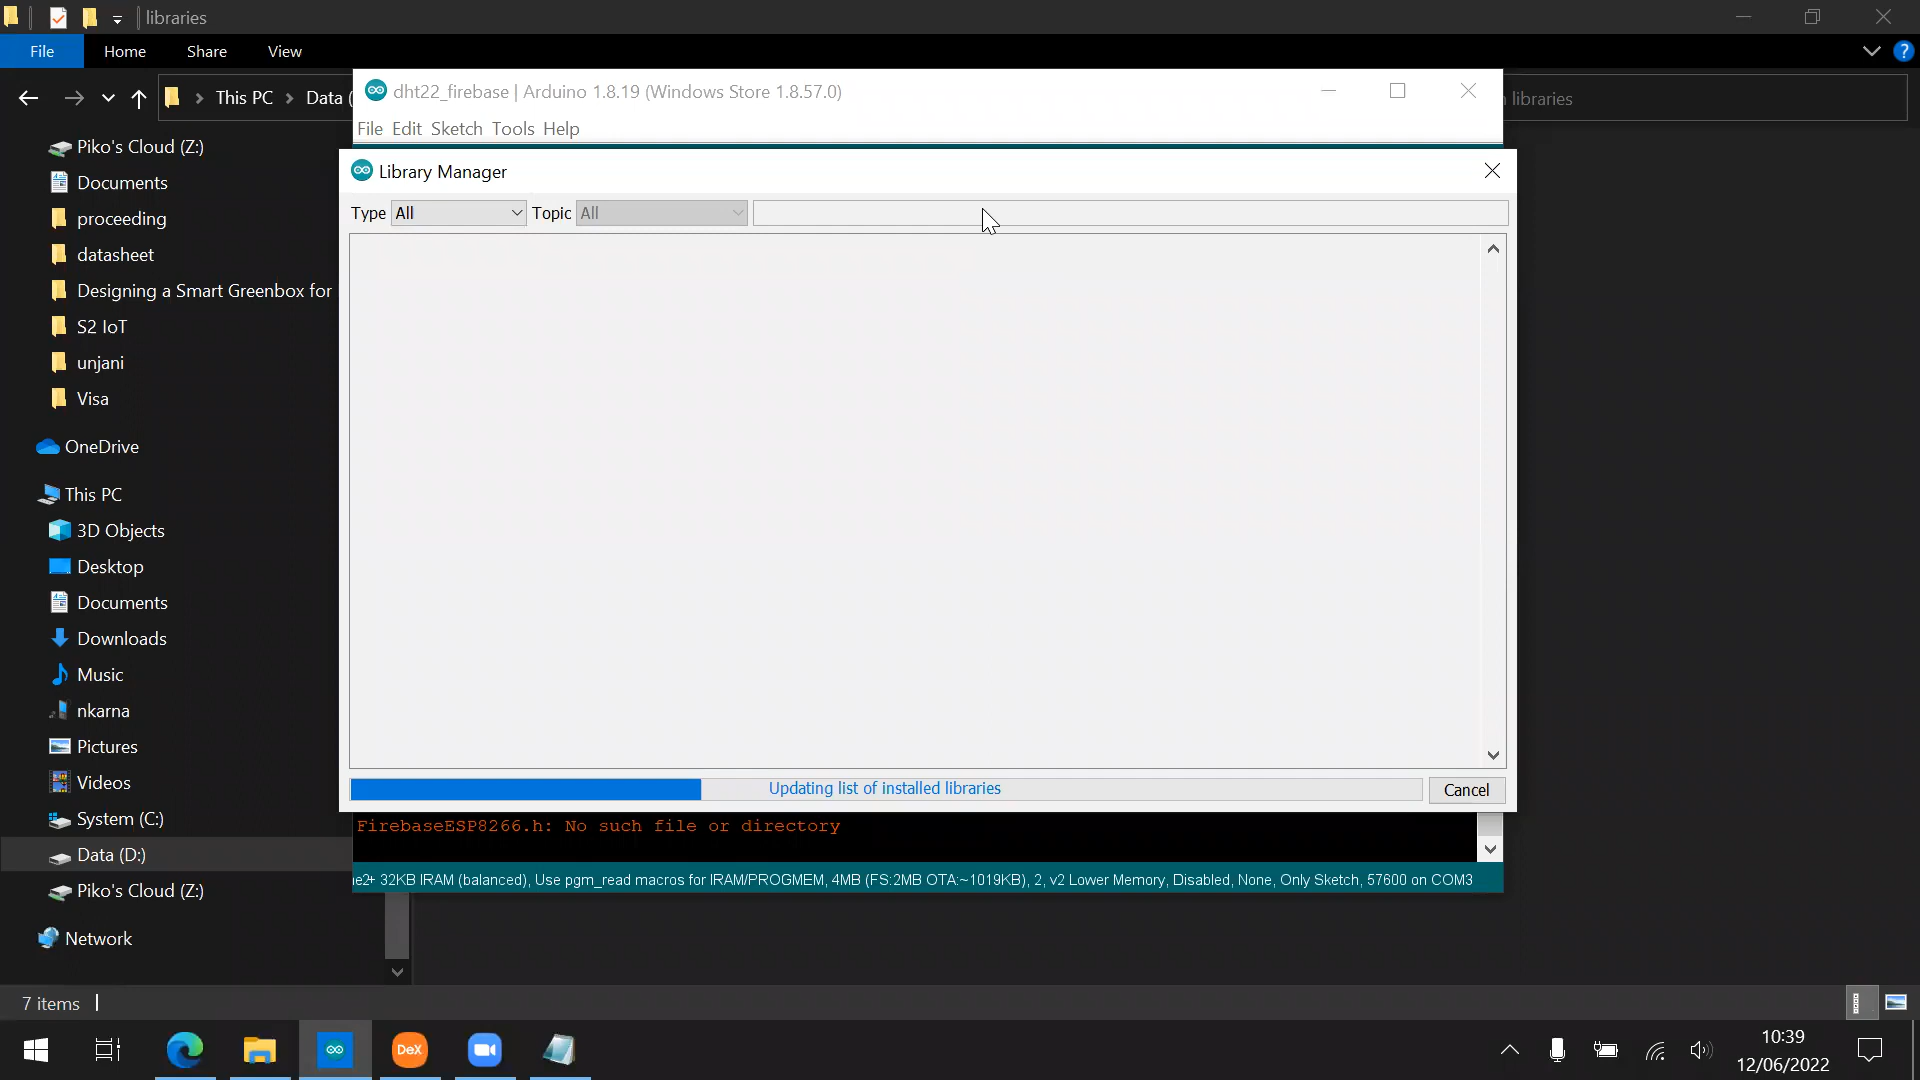 libraries
File Home Share View
This PC Data (
libraries
dht22_firebase | Arduino 1.8.19 (Windows Store 1.8.57.0)
File Edit Sketch Tools Help
Library Manager
Type All Topic All
Piko's Cloud (Z:)
Documents
proceeding
datasheet
Designing a Smart Greenbox for
S2 IoT
unjani
Visa
OneDrive
This PC
3D Objects
Desktop
Documents
Downloads
Music
nkarna
Pictures
Videos
System (C:)
Data (D:)
Piko's Cloud (Z:)
Network
Updating list of installed libraries
Cancel
FirebaseESP8266.h: No such file or directory
e2+ 32KB IRAM (balanced), Use pgm_read macros for IRAM/PROGMEM, 4MB (FS:2MB OTA:~1019KB), 2, v2 Lower Memory, Disabled, None, Only Sketch, 57600 on COM3
7 items
DeX
10:39
12/06/2022